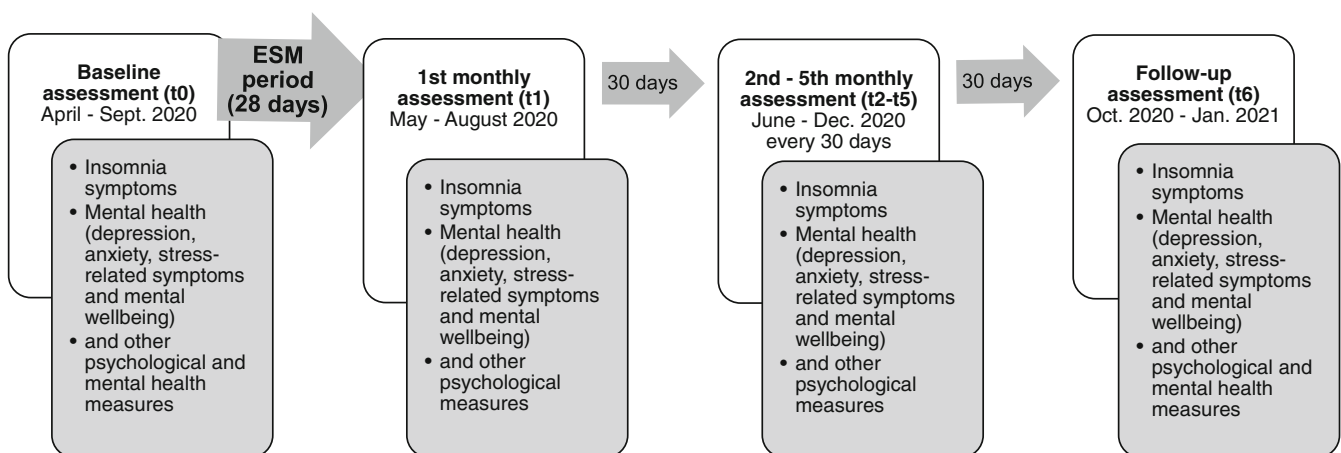 Baseline
assessment (t0)
April - Sept. 2020
• Insomnia
symptoms
• Mental health
(depression,
anxiety, stress-
related symptoms
and mental
wellbeing)
• and other
psychological and
mental health
measures
ESM
period
(28 days)
1st monthly
assessment (t1)
May - August 2020
• Insomnia
symptoms
• Mental health
(depression,
anxiety, stress-
related symptoms
and mental
wellbeing)
• and other
psychological
measures
30 days
2nd - 5th monthly
assessment (t2-t5)
June - Dec. 2020
every 30 days
• Insomnia
symptoms
• Mental health
(depression,
anxiety, stress-
related symptoms
and mental
wellbeing)
• and other
psychological
measures
30 days
Follow-up
assessment (t6)
Oct. 2020 - Jan. 2021
• Insomnia
symptoms
• Mental health
(depression,
anxiety, stress-
related symptoms
and mental
wellbeing)
• and other
psychological and
mental health
measures